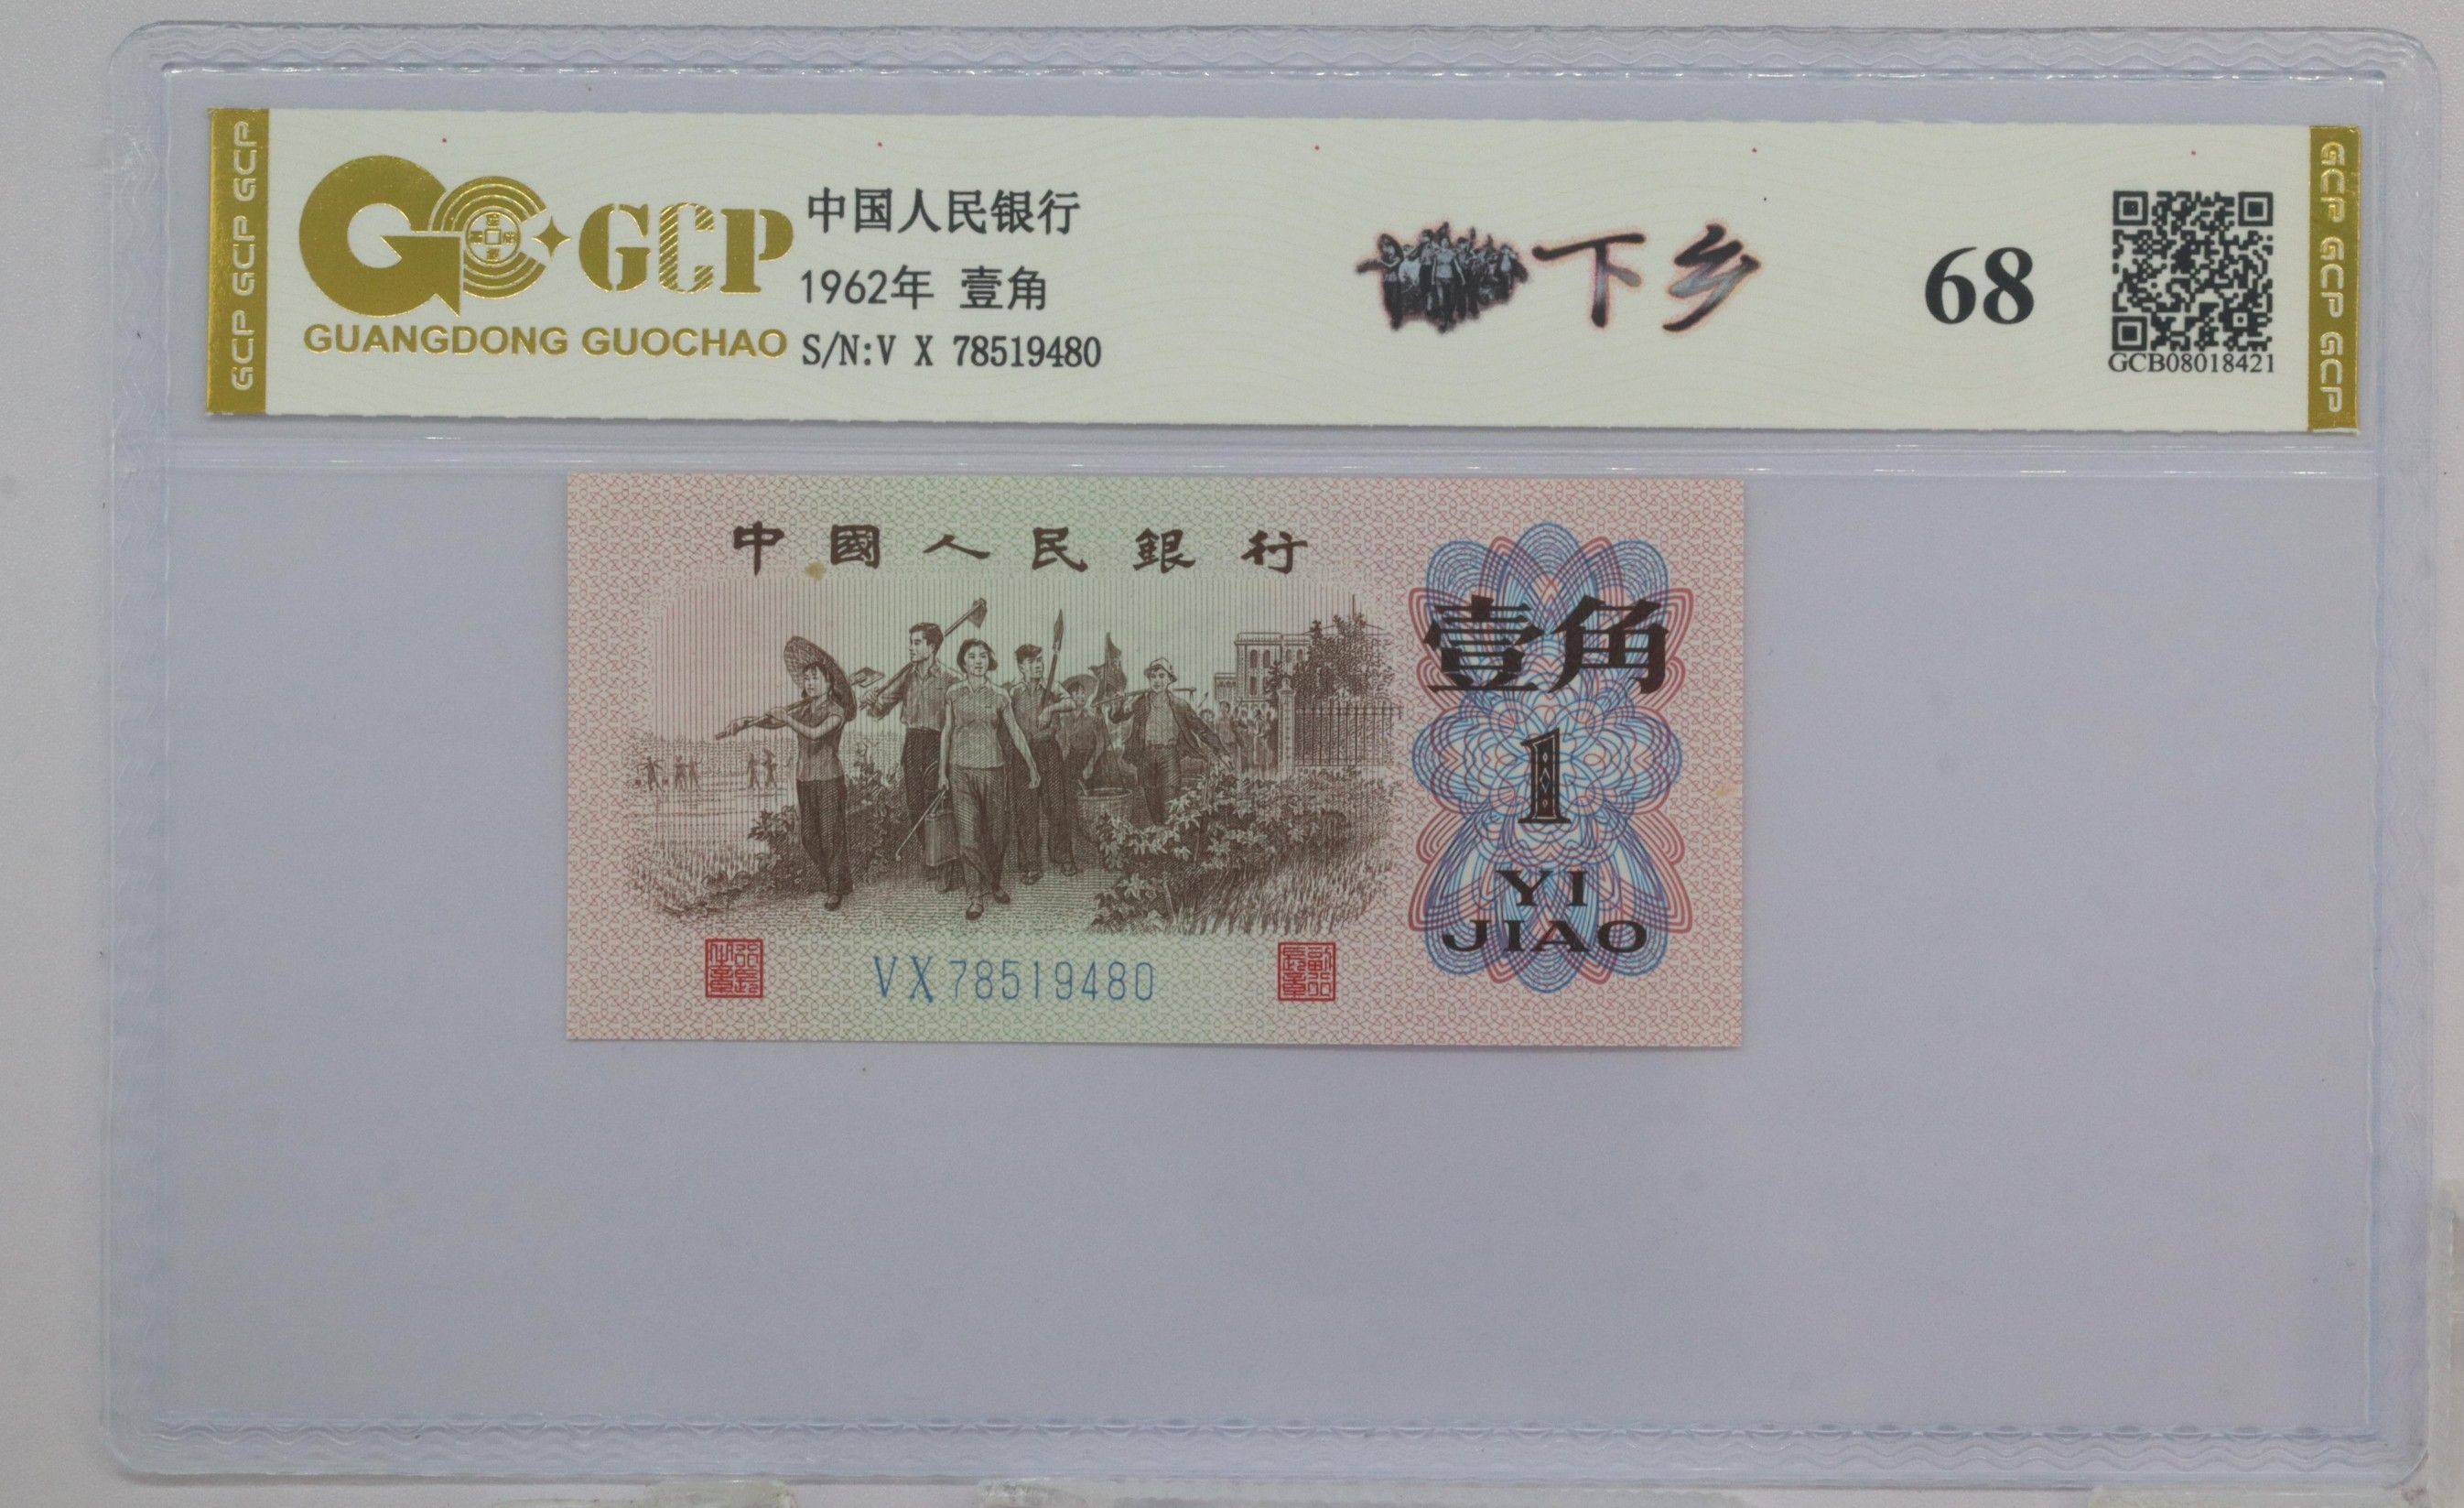 GCP GCP GCP
GCP
GUANGDONG GUOCHAO
中国人民银行
1962年 壹角
S/N:V X 78519480
下乡
68
GCB08018421
GCP GCP GCP
中國人民銀行
壹角
1
YI
JIAO
VX78519480